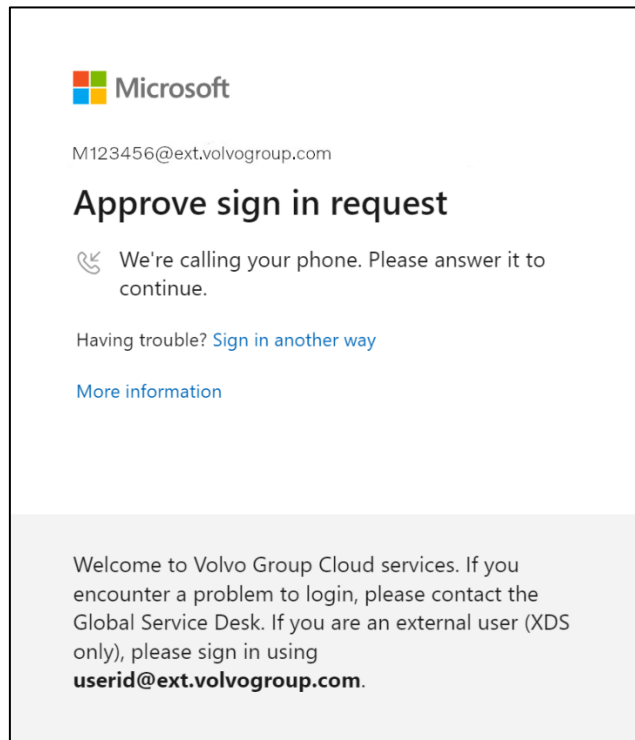 Microsoft
M123456@ext.volvogroup.com
Approve sign in request
We're calling your phone. Please answer it to
continue.
Having trouble? Sign in another way
More information
Welcome to Volvo Group Cloud services. If you
encounter a problem to login, please contact the
Global Service Desk. If you are an external user (XDS
only), please sign in using
userid@ext.volvogroup.com.